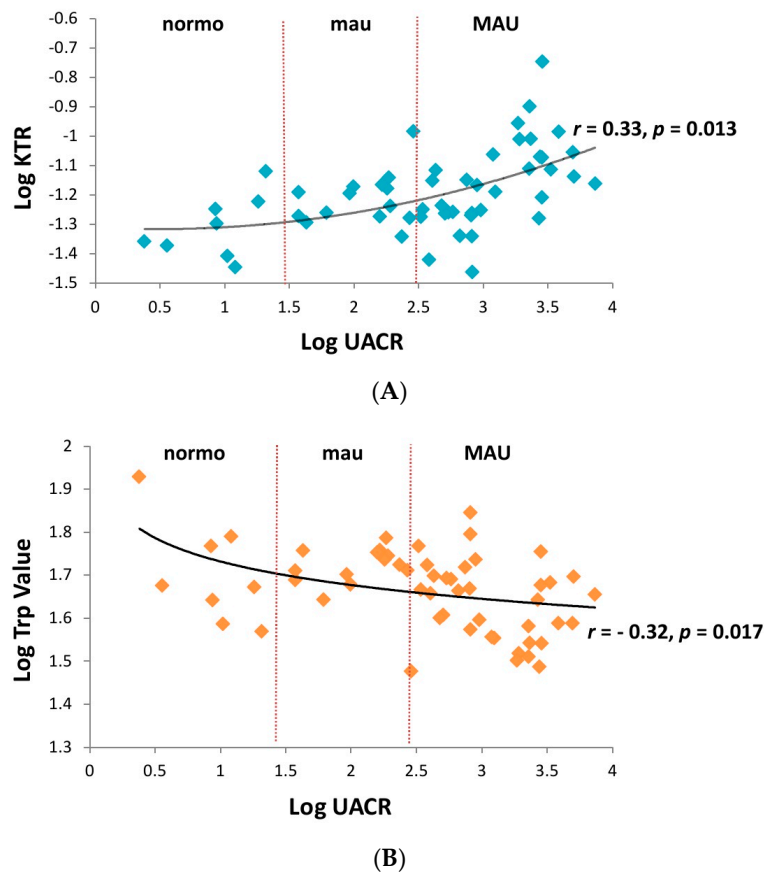 normo mau MAU
-0.6
-0.7
-0.8
-0.9
-1
-1.1
-1.2
-1.3
-1.4
-1.5
Log KTR
r = 0.33, p = 0.013
0 0.5 1 1.5 2 2.5 3 3.5 4
Log UACR
(A)
normo mau MAU
2
1.9
1.8
1.7
1.6
1.5
1.4
1.3
Log Trp Value
r = - 0.32, p = 0.017
0 0.5 1 1.5 2 2.5 3 3.5 4
Log UACR
(B)